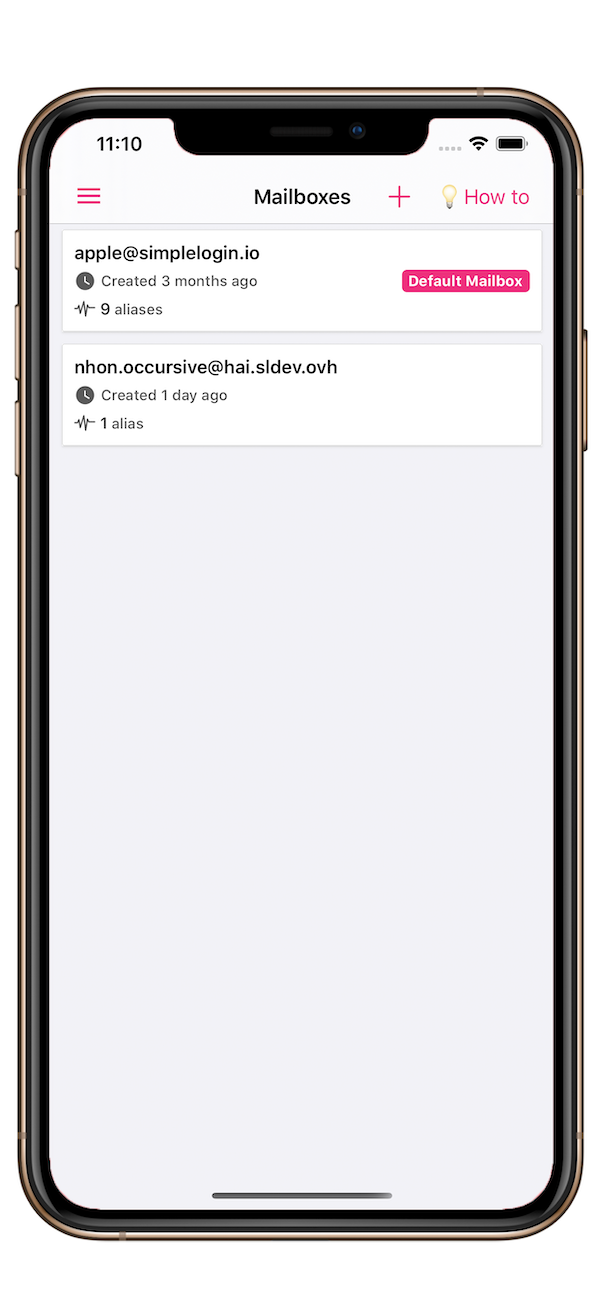 11:10
Mailboxes
💡 How to
apple@simplelogin.io
Created 3 months ago
Default Mailbox
9 aliases
nhon.occursive@hai.sldev.ovh
Created 1 day ago
1 alias